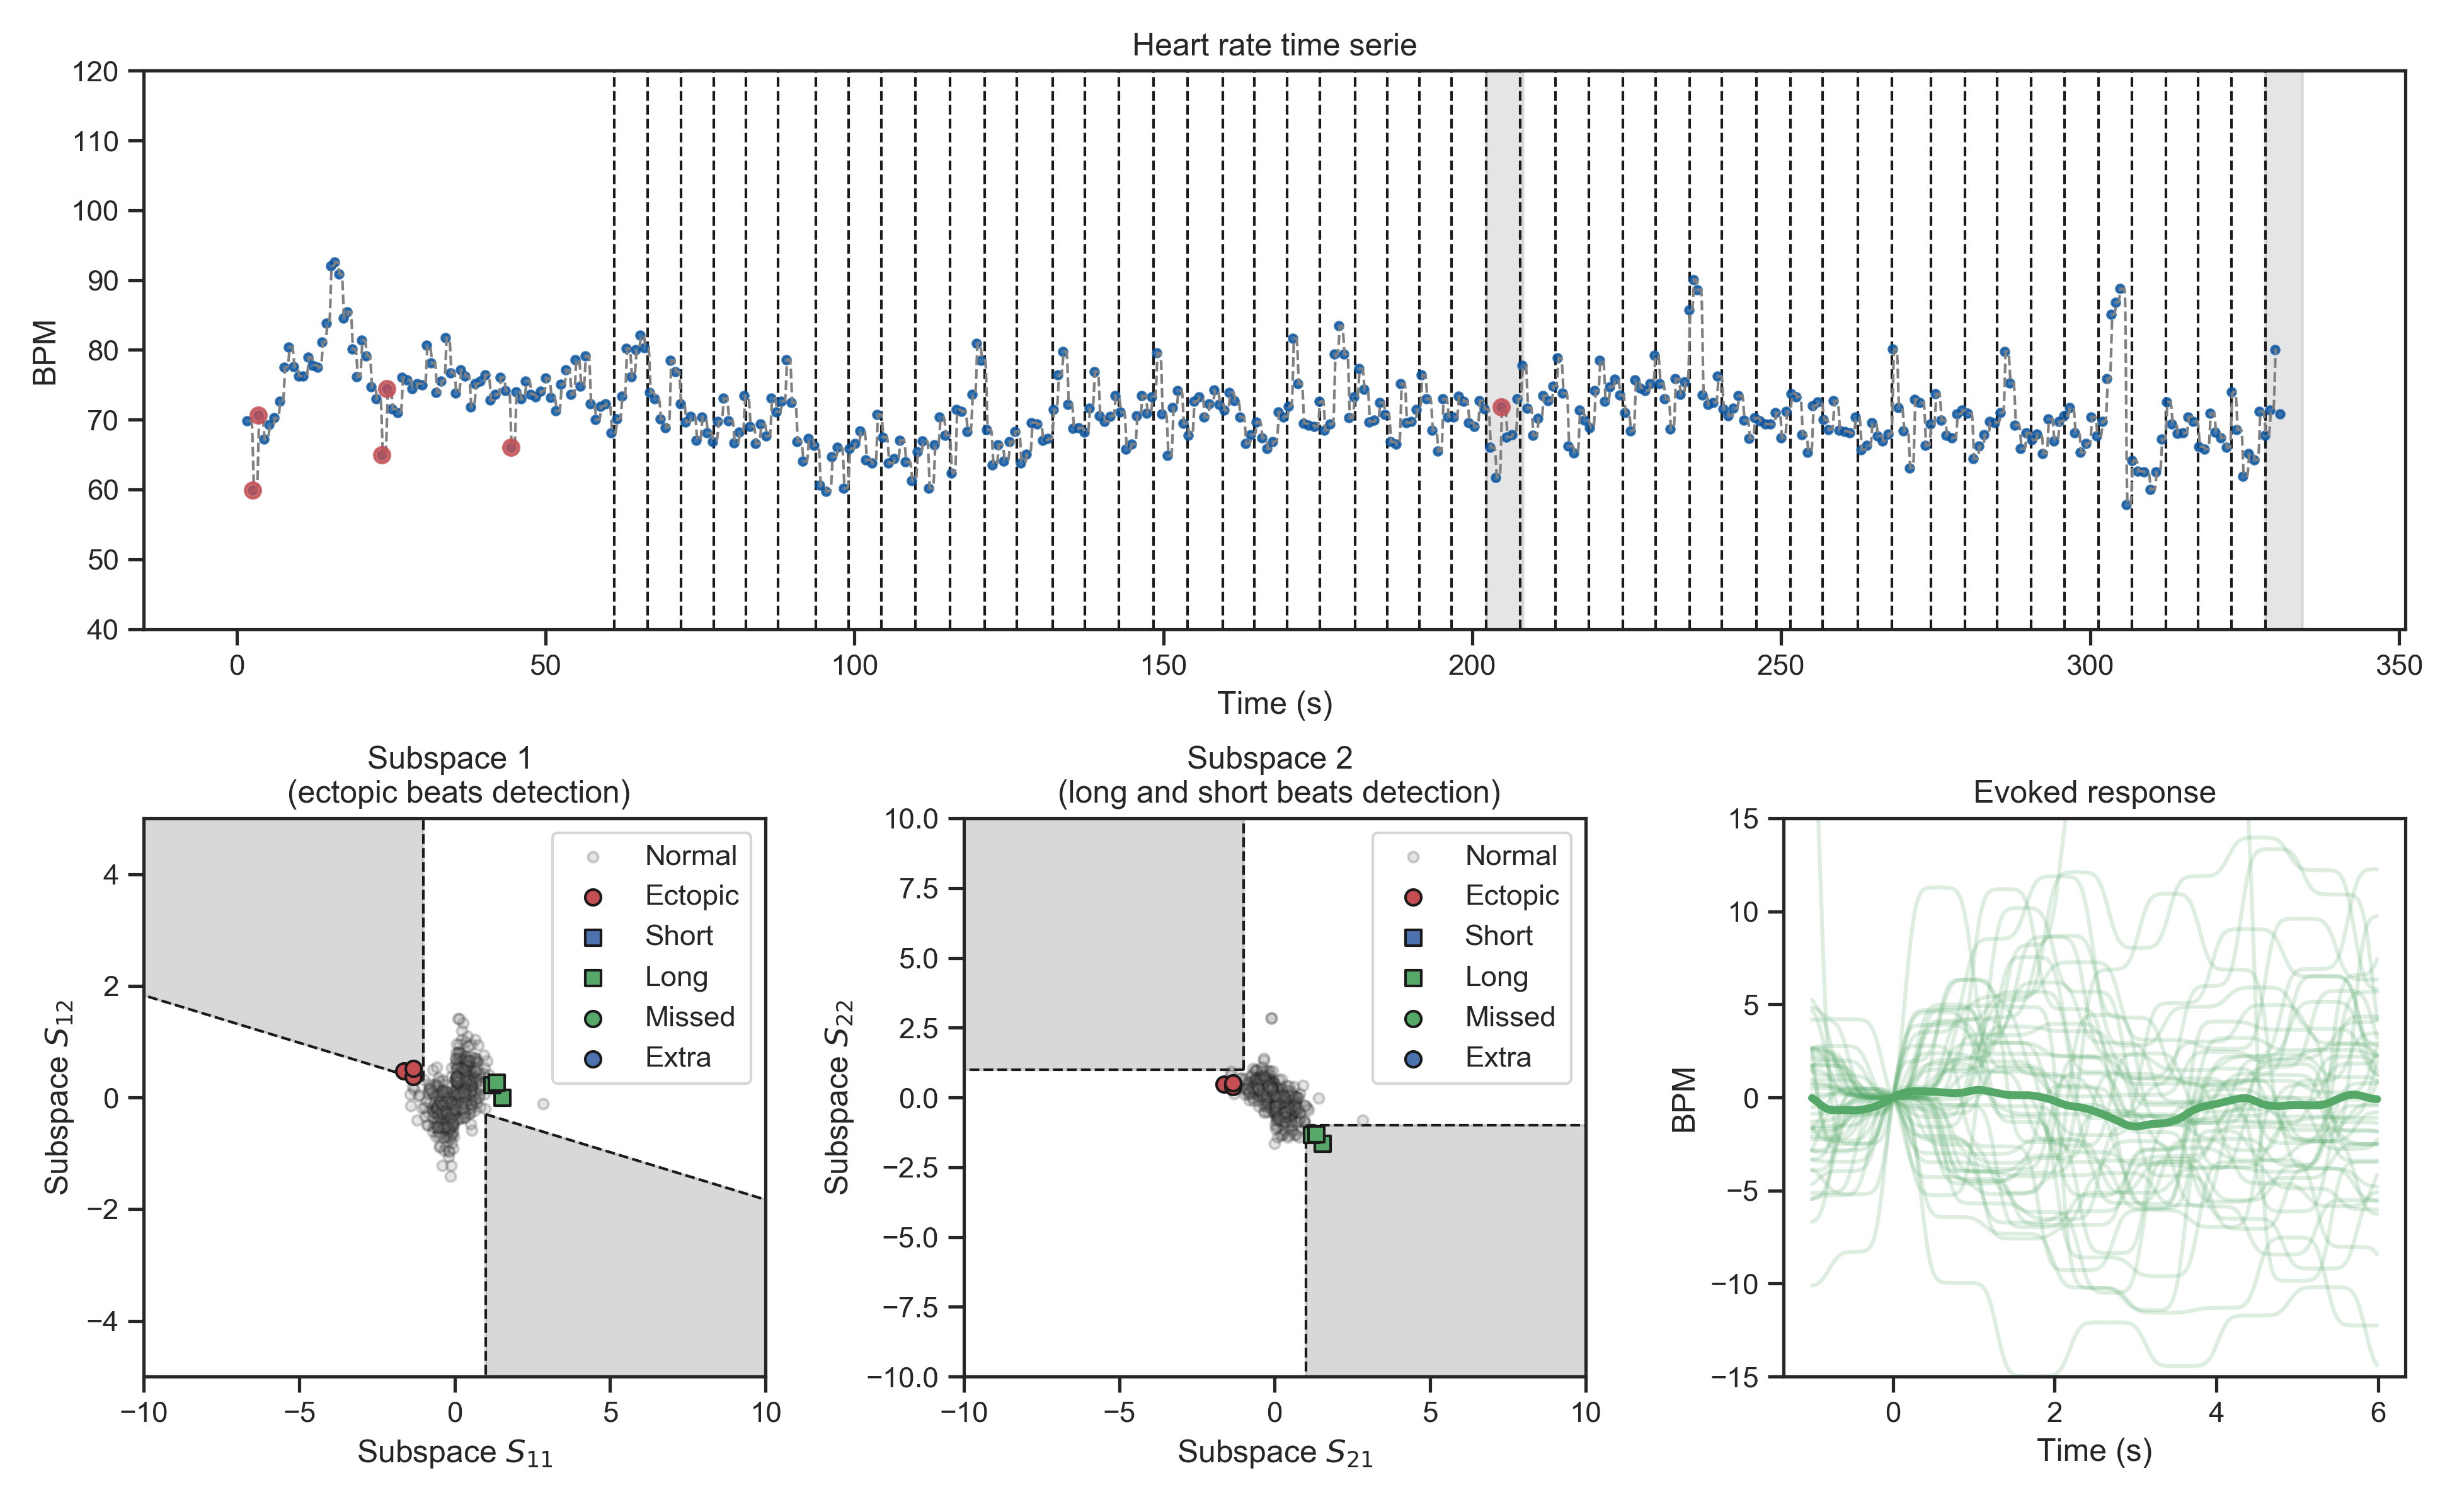 Heart rate time serie
120
110
100
90
80
70
60
50
40
BPM
0 50 100 150 200 250 300 350
Time (s)
Subspace 1
(ectopic beats detection)
4
2
0
−2
−4
Subspace S12
Normal
Ectopic
Short
Long
Missed
Extra
−10 −5 0 5 10
Subspace S11
Subspace 2
(long and short beats detection)
10.0
7.5
5.0
2.5
0.0
−2.5
−5.0
−7.5
−10.0
Subspace S22
Normal
Ectopic
Short
Long
Missed
Extra
−10 −5 0 5 10
Subspace S21
Evoked response
15
10
5
0
−5
−10
−15
BPM
0 2 4 6
Time (s)